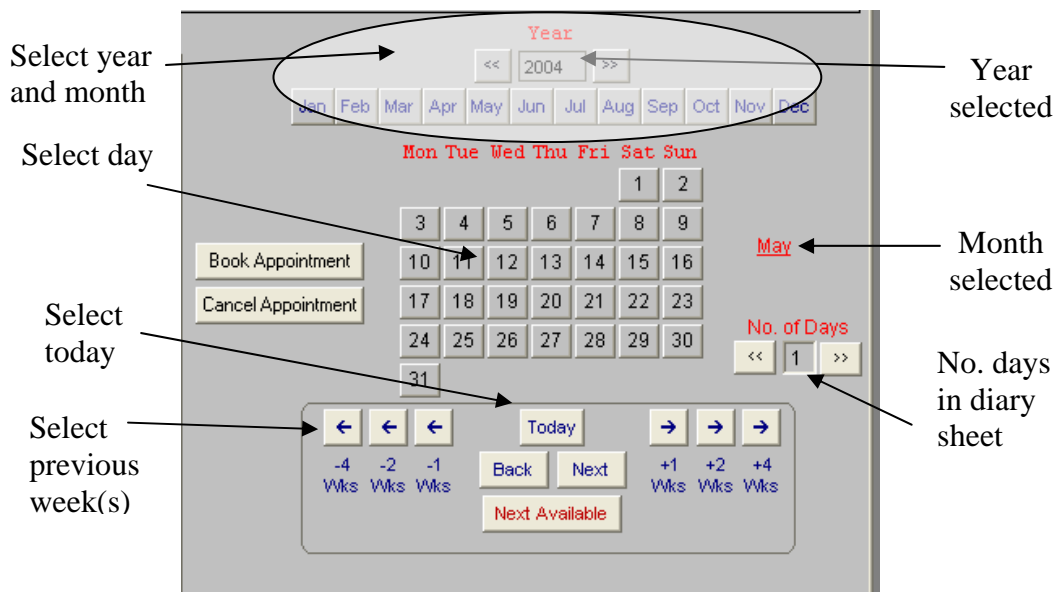 Select year
and month
Year
<< 2004 >>
Year
selected
Jan Feb Mar Apr May Jun Jul Aug Sep Oct Nov Dec
Select day
Mon Tue Wed Thu Fri Sat Sun
1 2
3 4 5 6 7 8 9
10 11 12 13 14 15 16
17 18 19 20 21 22 23
24 25 26 27 28 29 30
31
Book Appointment
Cancel Appointment
May
Month
selected
Select
today
No. of Days
<< 1 >>
No. days
in diary
sheet
Select
previous
week(s)
← ← ← Today → → →
-4 -2 -1 Back Next +1 +2 +4
Wks Wks Wks Wks Wks Wks
Next Available